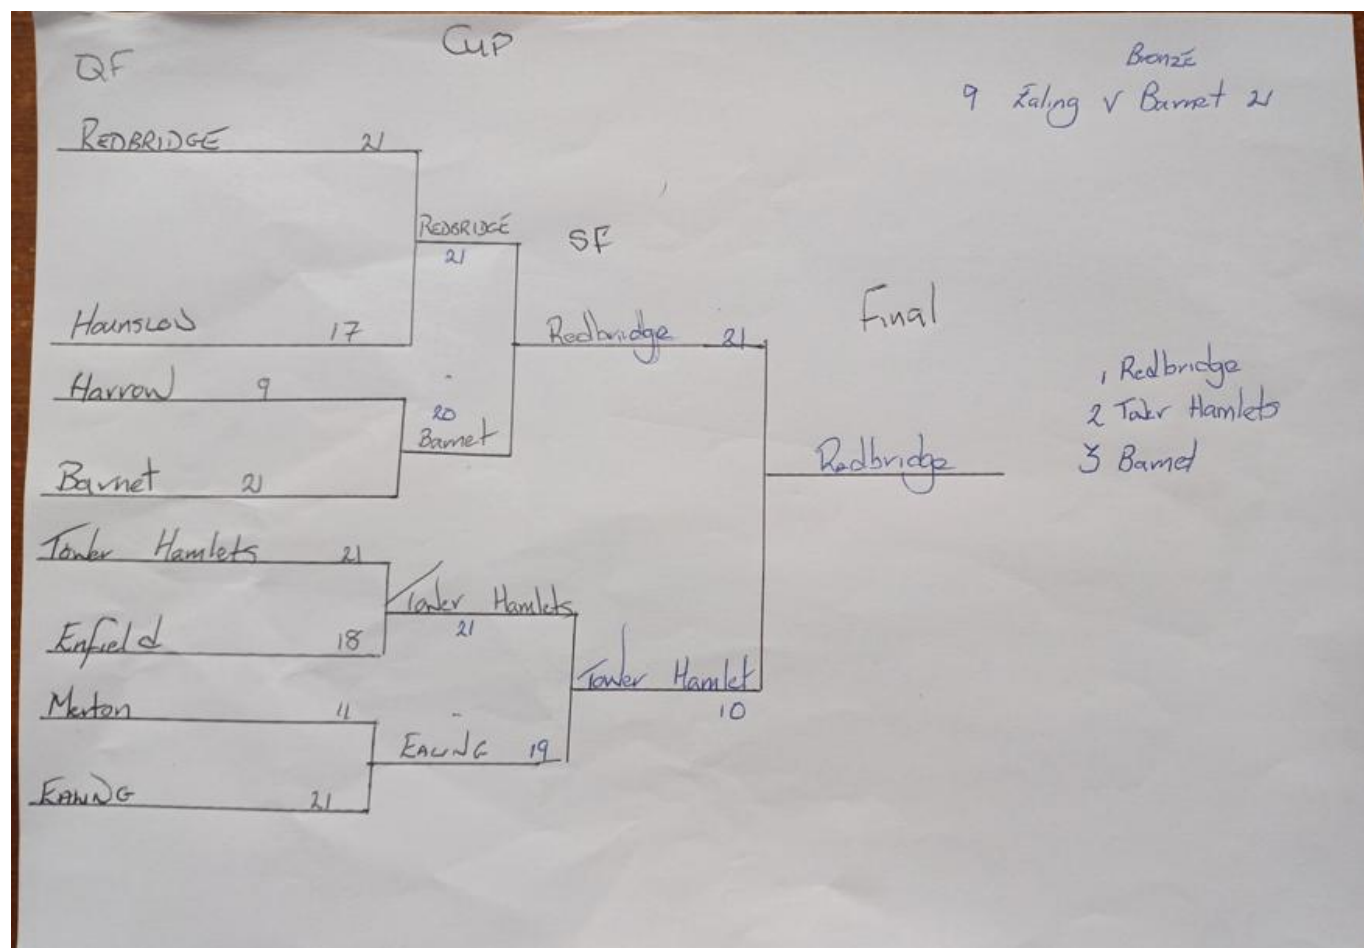 Cup
QF
Bronze
9 Ealing v Barnet 21
REDBRIDGE 21
REDBRIDGE
21
SF
Hounslow 17
Redbridge 21
Final
Harrow 9
20
Barnet
Barnet 21
Redbridge
1 Redbridge
2 Towr Hamlets
3 Barnet
Tower Hamlets 21
Tower Hamlets
21
Enfield 18
Tower Hamlet
10
Merton 11
EALING 19
EALING 21